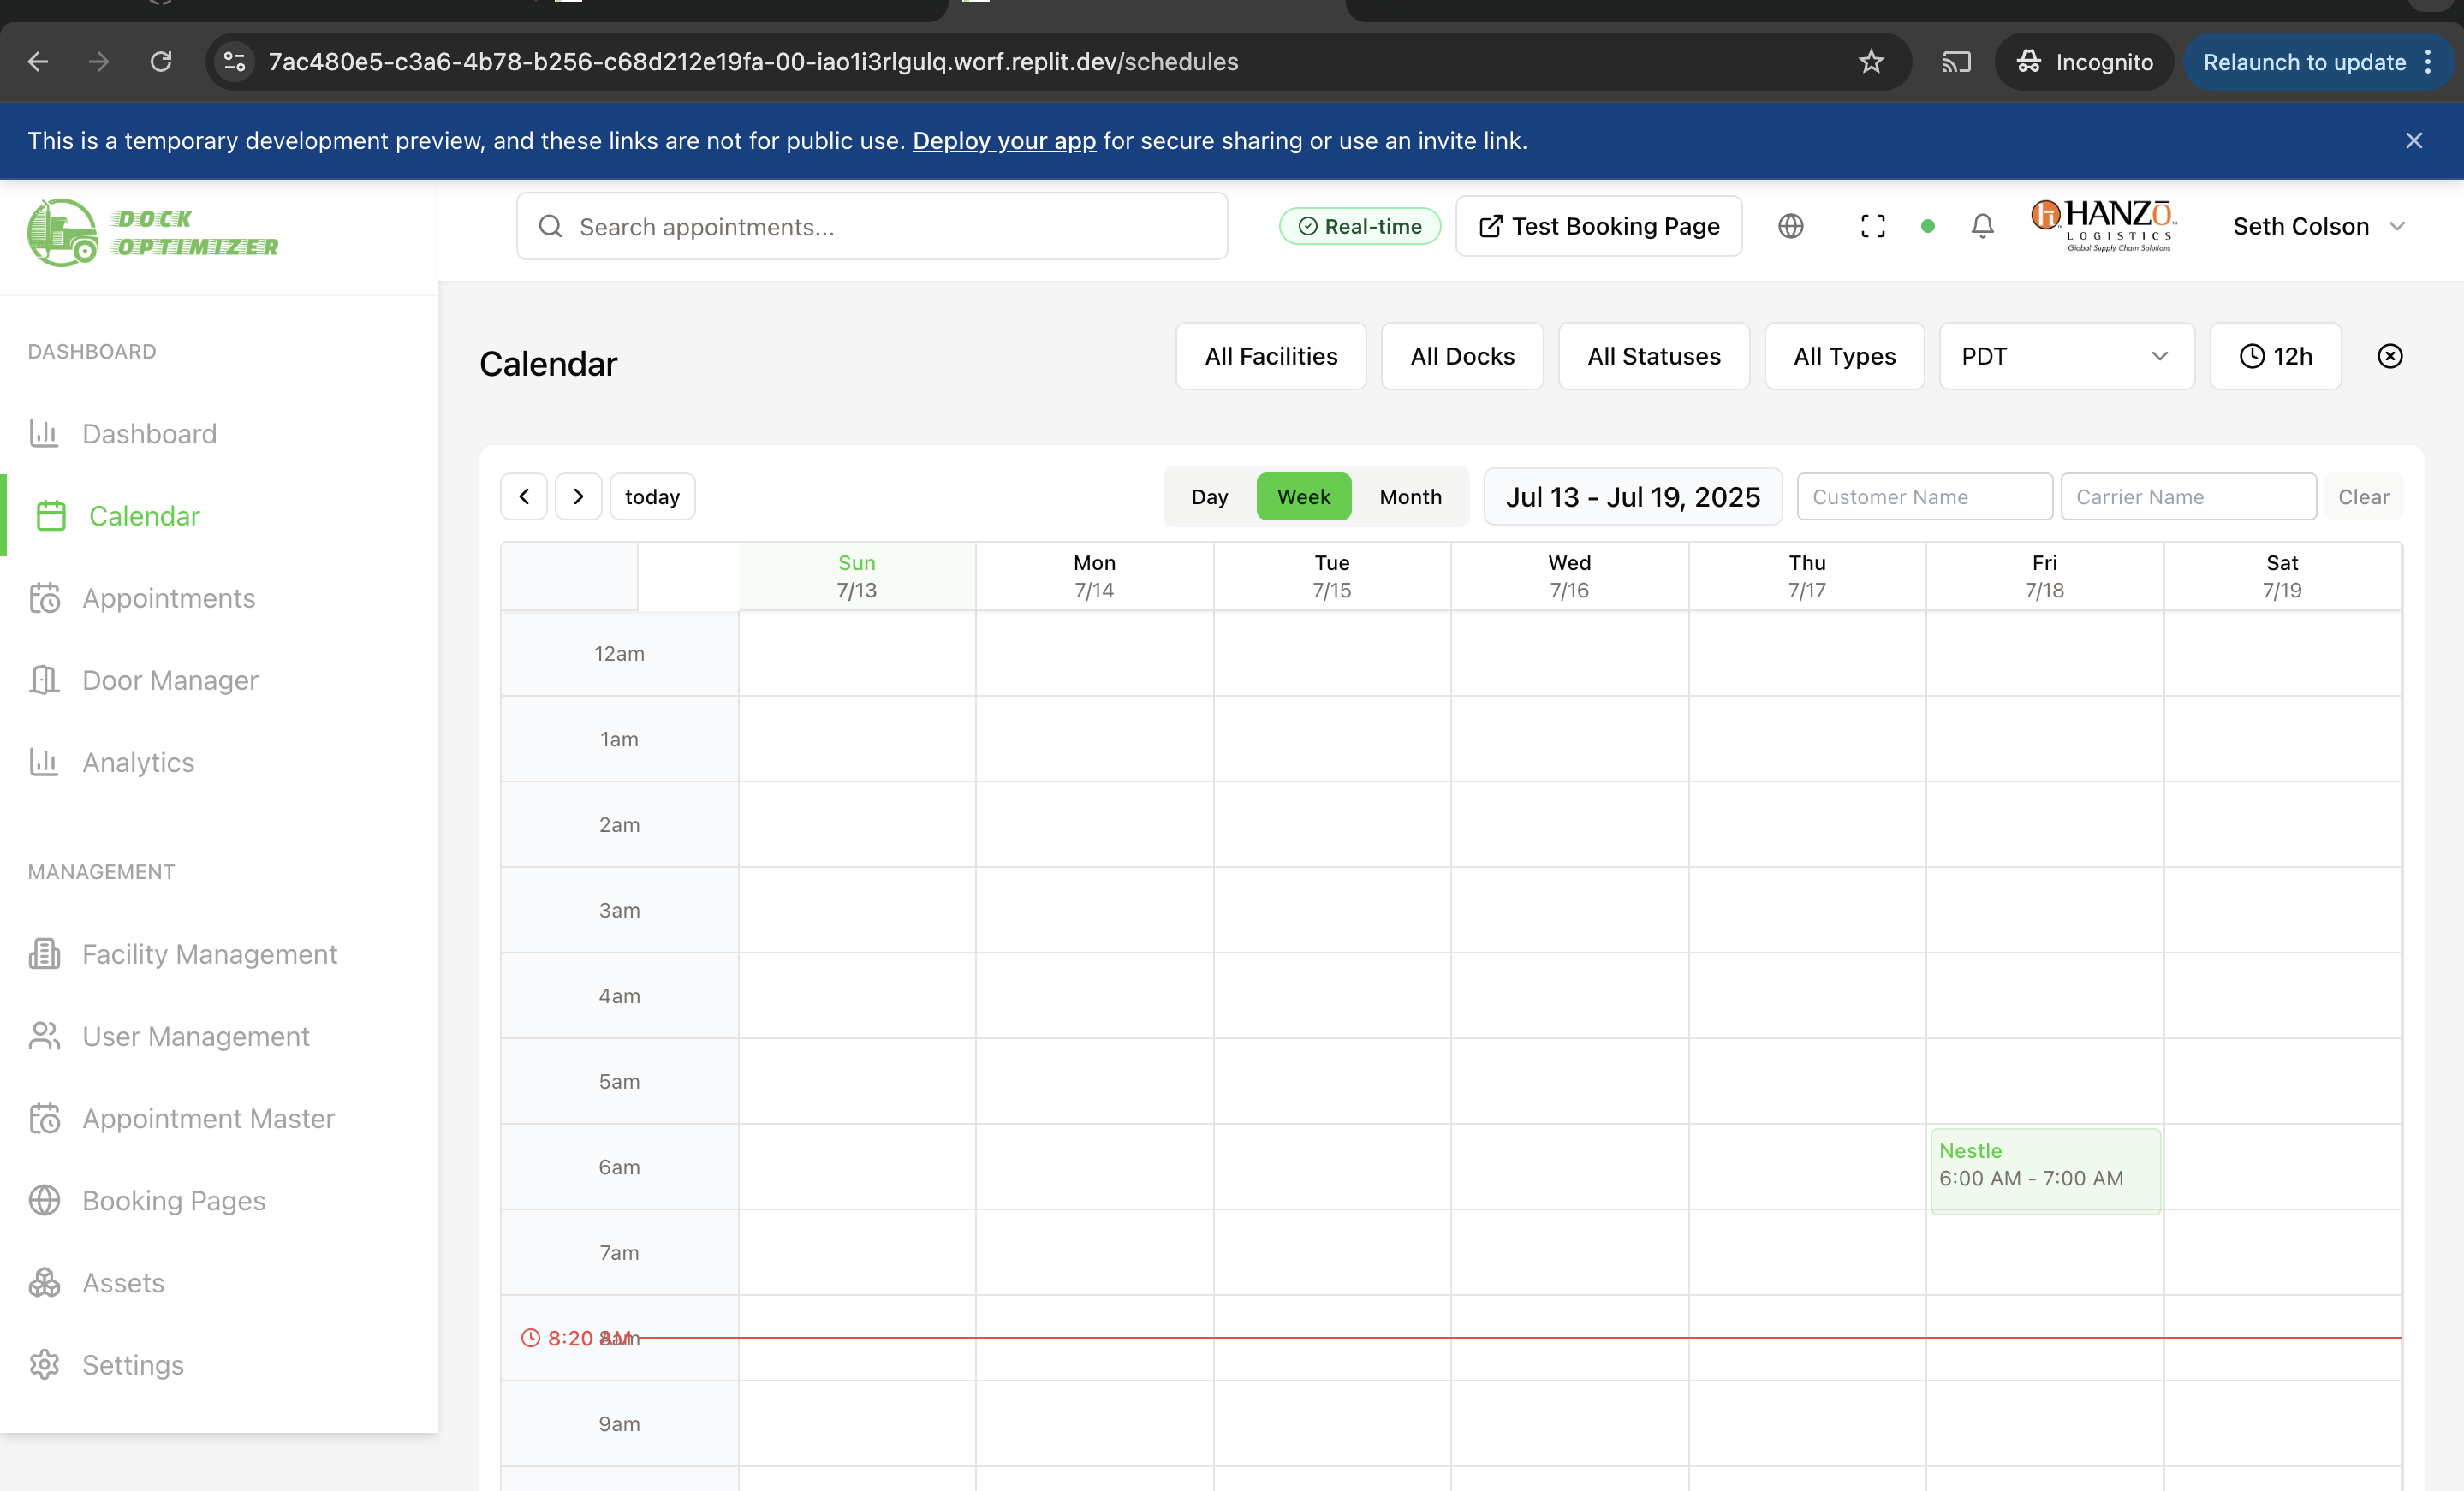 7ac480e5-c3a6-4b78-b256-c68d212e19fa-00-iao1i3rlgulq.worf.replit.dev/schedules
Incognito
Relaunch to update
This is a temporary development preview, and these links are not for public use. Deploy your app for secure sharing or use an invite link.
DOCK
OPTIMIZER
Search appointments...
Real-time
Test Booking Page
HANZŌ
LOGISTICS
Global Supply Chain Solutions
Seth Colson
DASHBOARD
Dashboard
Calendar
Appointments
Door Manager
Analytics
MANAGEMENT
Facility Management
User Management
Appointment Master
Booking Pages
Assets
Settings
Calendar
All Facilities
All Docks
All Statuses
All Types
PDT
12h
today
Day
Week
Month
Jul 13 - Jul 19, 2025
Customer Name
Carrier Name
Clear
Sun
7/13
Mon
7/14
Tue
7/15
Wed
7/16
Thu
7/17
Fri
7/18
Sat
7/19
12am
1am
2am
3am
4am
5am
6am
Nestle
6:00 AM - 7:00 AM
7am
8:20 AM
8am
9am